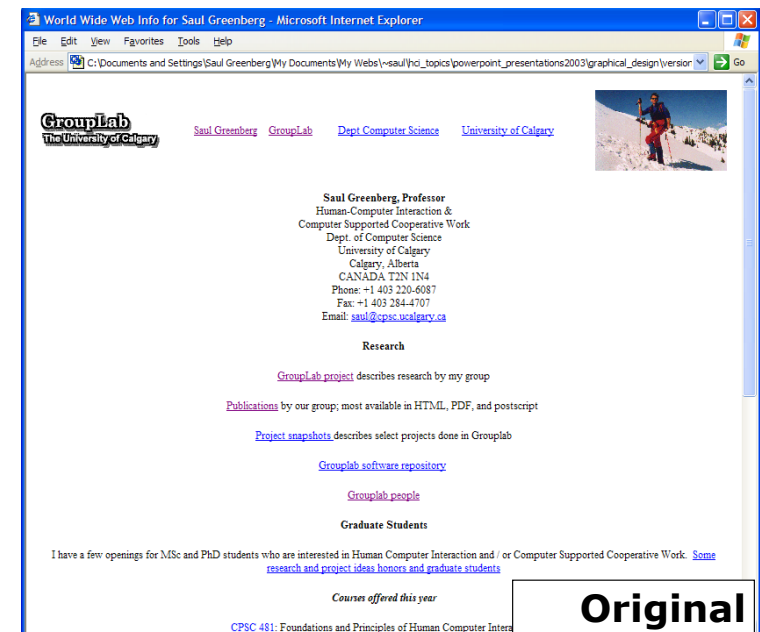 World Wide Web Info for Saul Greenberg - Microsoft Internet Explorer
File Edit View Favorites Tools Help
Address C:\Documents and Settings\Saul Greenberg\My Documents\My Webs\~saul\hci_topics\powerpoint_presentations2003\graphical_design\version Go
GroupLab
The University of Calgary
Saul Greenberg GroupLab Dept Computer Science University of Calgary
Saul Greenberg, Professor
Human-Computer Interaction &
Computer Supported Cooperative Work
Dept. of Computer Science
University of Calgary
Calgary, Alberta
CANADA T2N 1N4
Phone: +1 403 220-6087
Fax: +1 403 284-4707
Email: saul@cpsc.ucalgary.ca
Research
GroupLab project describes research by my group
Publications by our group; most available in HTML, PDF, and postscript
Project snapshots describes select projects done in Grouplab
Grouplab software repository
Grouplab people
Graduate Students
I have a few openings for MSc and PhD students who are interested in Human Computer Interaction and / or Computer Supported Cooperative Work. Some
research and project ideas honors and graduate students
Courses offered this year
CPSC 481: Foundations and Principles of Human Computer Intera
Original